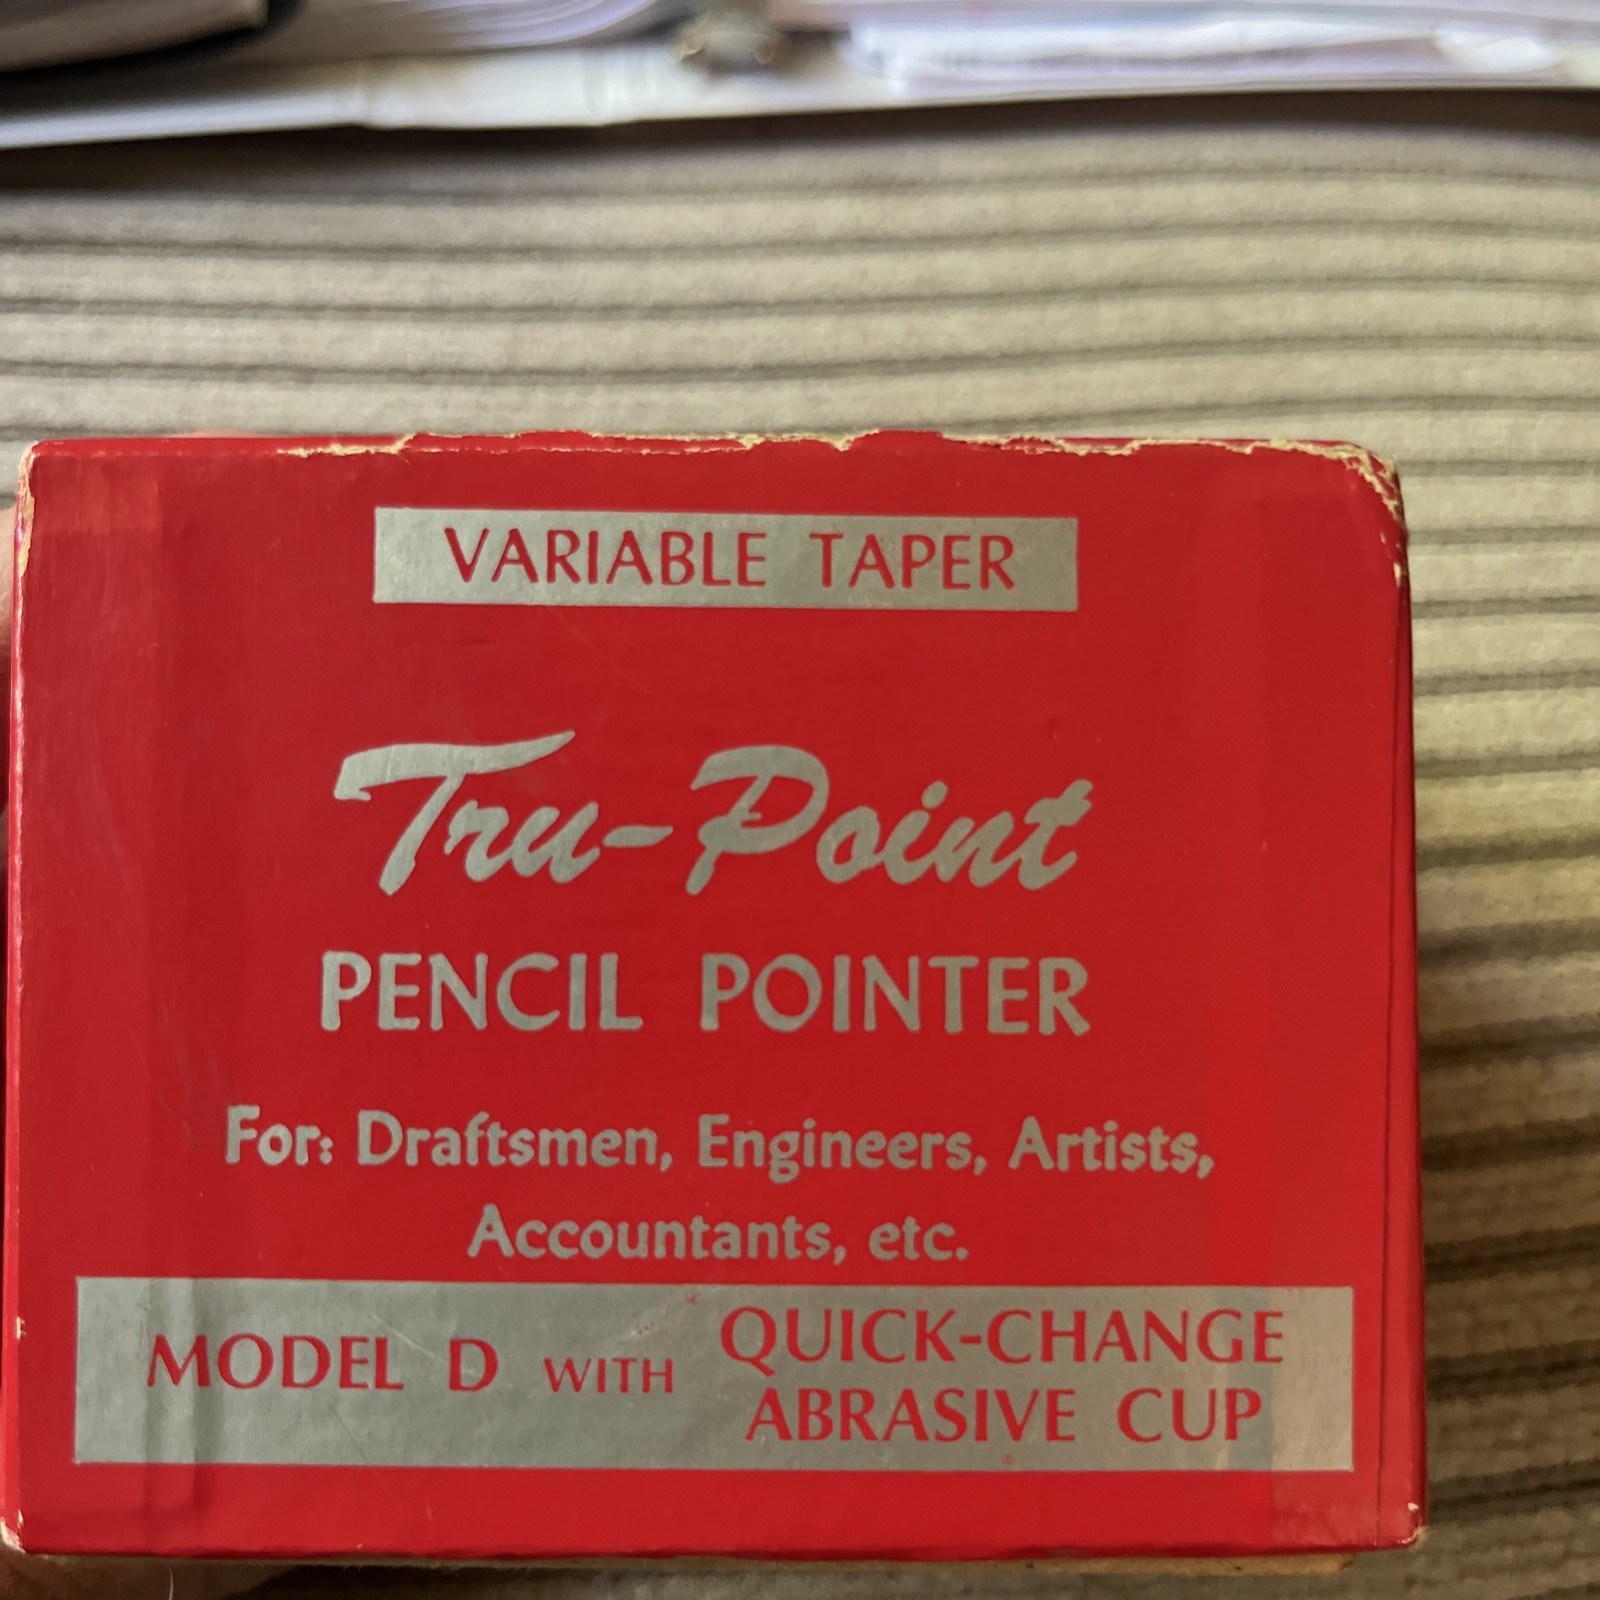 VARIABLE TAPER
Tru-Point
PENCIL POINTER
For: Draftsmen, Engineers, Artists,
Accountants, etc.
MODEL D WITH QUICK-CHANGE
ABRASIVE CUP